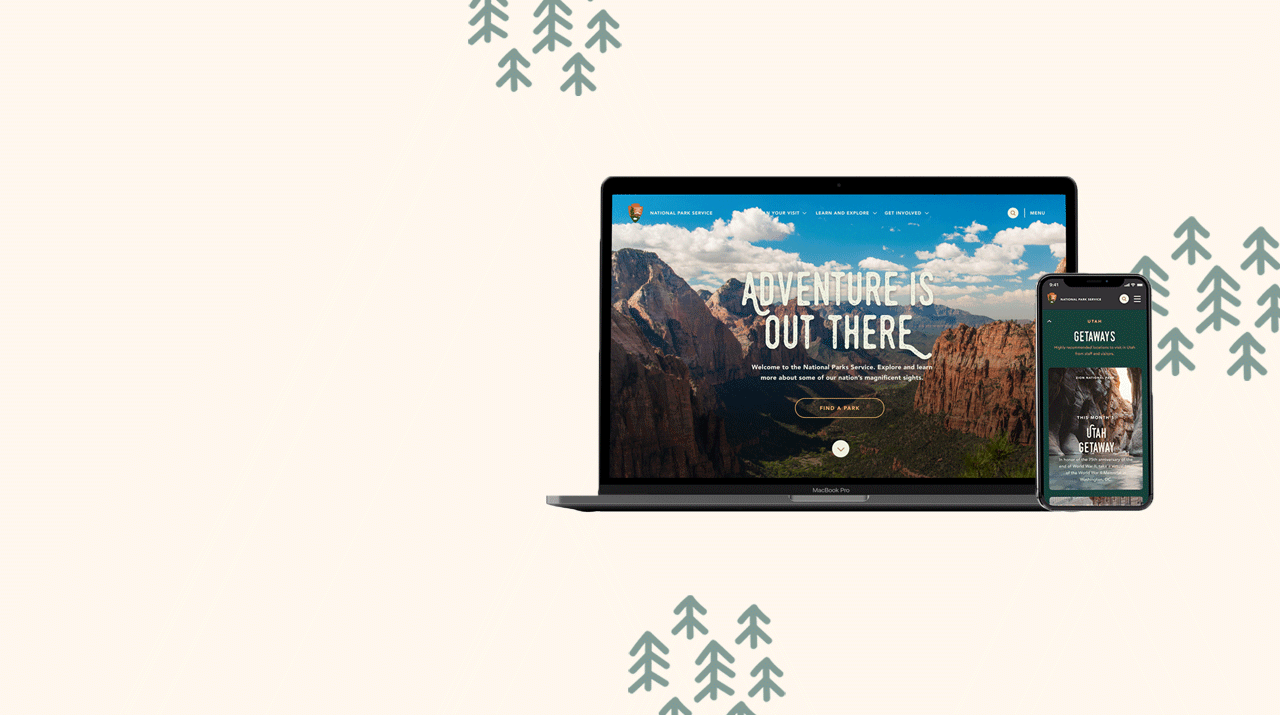 NATIONAL PARK SERVICE
N YOUR VISIT
LEARN AND EXPLORE
GET INVOLVED
MENU
ADVENTURE IS
OUT THERE
Welcome to the National Parks Service. Explore and learn
more about some of our nation's magnificent sights.
FIND A PARK
MacBook Pro
9:41
NATIONAL PARK SERVICE
UTAH
GETAWAYS
Highly recommended locations to visit in Utah
from staff and visitors.
ZION NATIONAL PARK
THIS MONTH'S
UTAH
GETAWAY
In honor of the 75th anniversary of the
end of World War II, take
of the World War II Memorial in
Washington, DC.